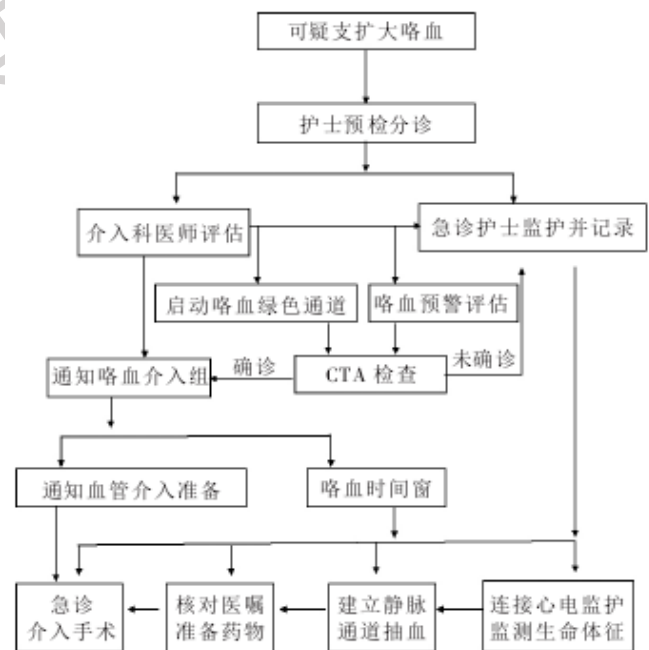 可疑支扩大咯血
护士预检分诊
介入科医师评估
急诊护士监护并记录
启动咯血绿色通道
咯血预警评估
通知咯血介入组
确诊
CTA 检查
未确诊
通知血管介入准备
咯血时间窗
急诊
介入手术
核对医嘱
准备药物
建立静脉
通道抽血
连接心电监护
监测生命体征